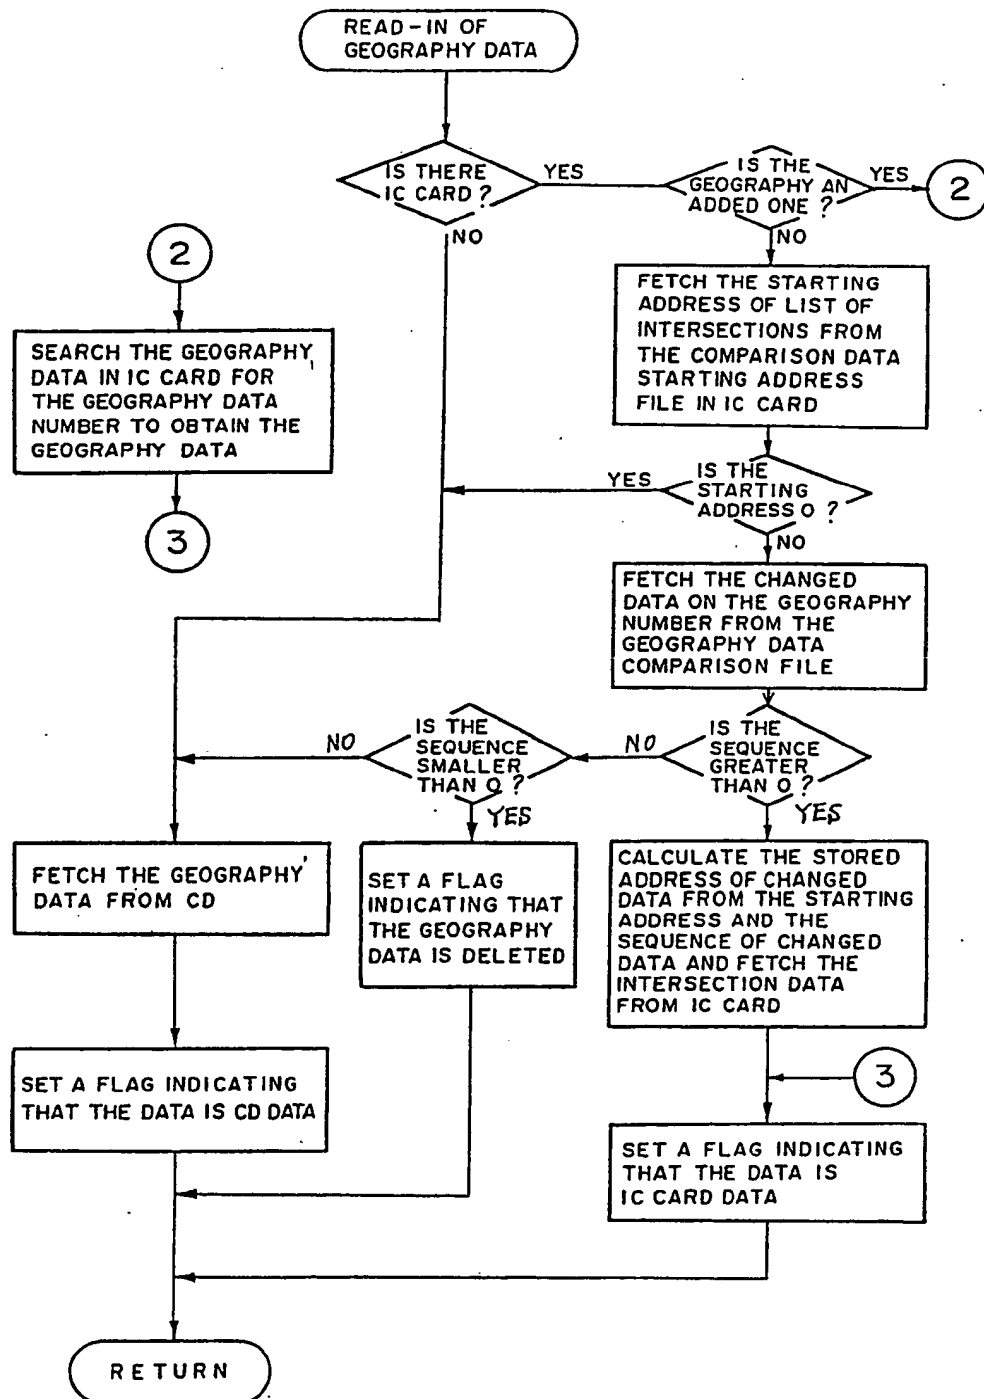 READ-IN OF
GEOGRAPHY DATA
IS THERE
IC CARD ?
YES
NO
IS THE
GEOGRAPHY AN
ADDED ONE ?
YES
2
NO
2
FETCH THE STARTING
ADDRESS OF LIST OF
INTERSECTIONS FROM
THE COMPARISON DATA
STARTING ADDRESS
FILE IN IC CARD
SEARCH THE GEOGRAPHY
DATA IN IC CARD FOR
THE GEOGRAPHY DATA
NUMBER TO OBTAIN THE
GEOGRAPHY DATA
3
YES
IS THE
STARTING
ADDRESS 0 ?
NO
FETCH THE CHANGED
DATA ON THE GEOGRAPHY
NUMBER FROM THE
GEOGRAPHY DATA
COMPARISON FILE
NO
IS THE
SEQUENCE
SMALLER
THAN 0 ?
YES
NO
IS THE
SEQUENCE
GREATER
THAN 0 ?
YES
FETCH THE GEOGRAPHY
DATA FROM CD
SET A FLAG
INDICATING THAT
THE GEOGRAPHY
DATA IS DELETED
CALCULATE THE STORED
ADDRESS OF CHANGED
DATA FROM THE STARTING
ADDRESS AND THE
SEQUENCE OF CHANGED
DATA AND FETCH THE
INTERSECTION DATA
FROM IC CARD
SET A FLAG INDICATING
THAT THE DATA IS CD DATA
3
SET A FLAG INDICATING
THAT THE DATA IS
IC CARD DATA
RETURN